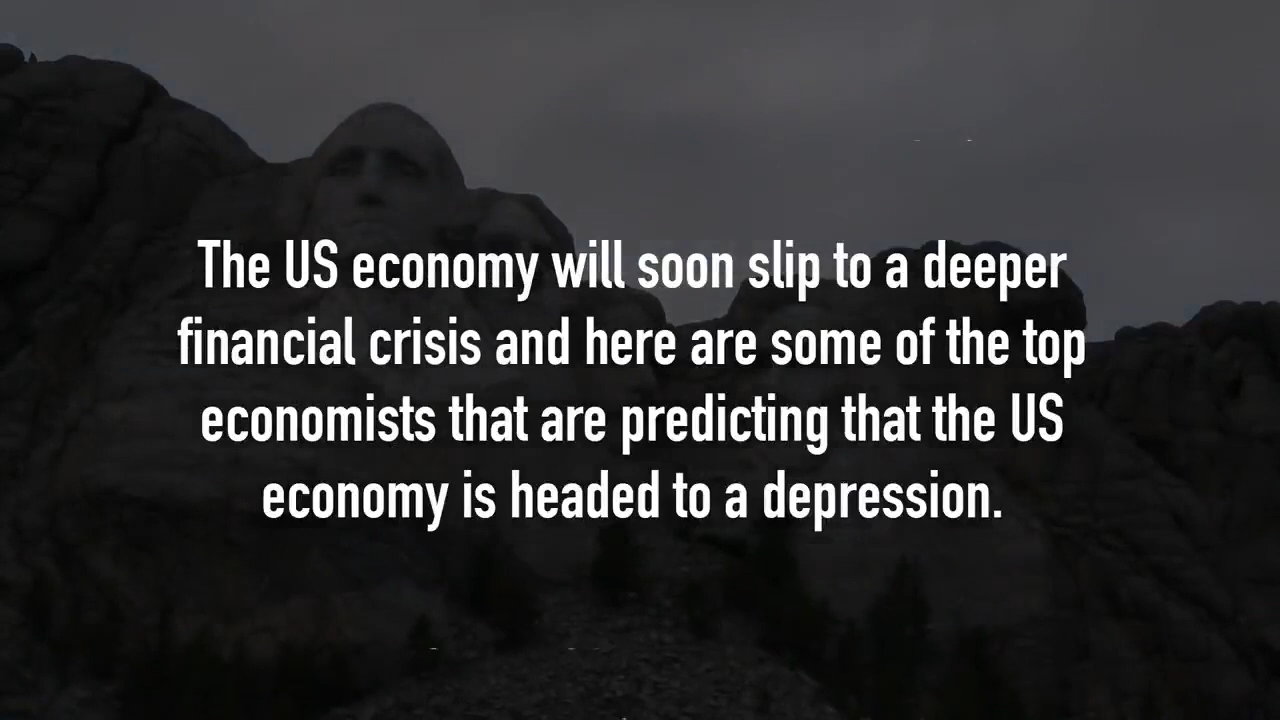 The US economy will soon slip to a deeper
financial crisis and here are some of the top
economists that are predicting that the US
economy is headed to a depression.